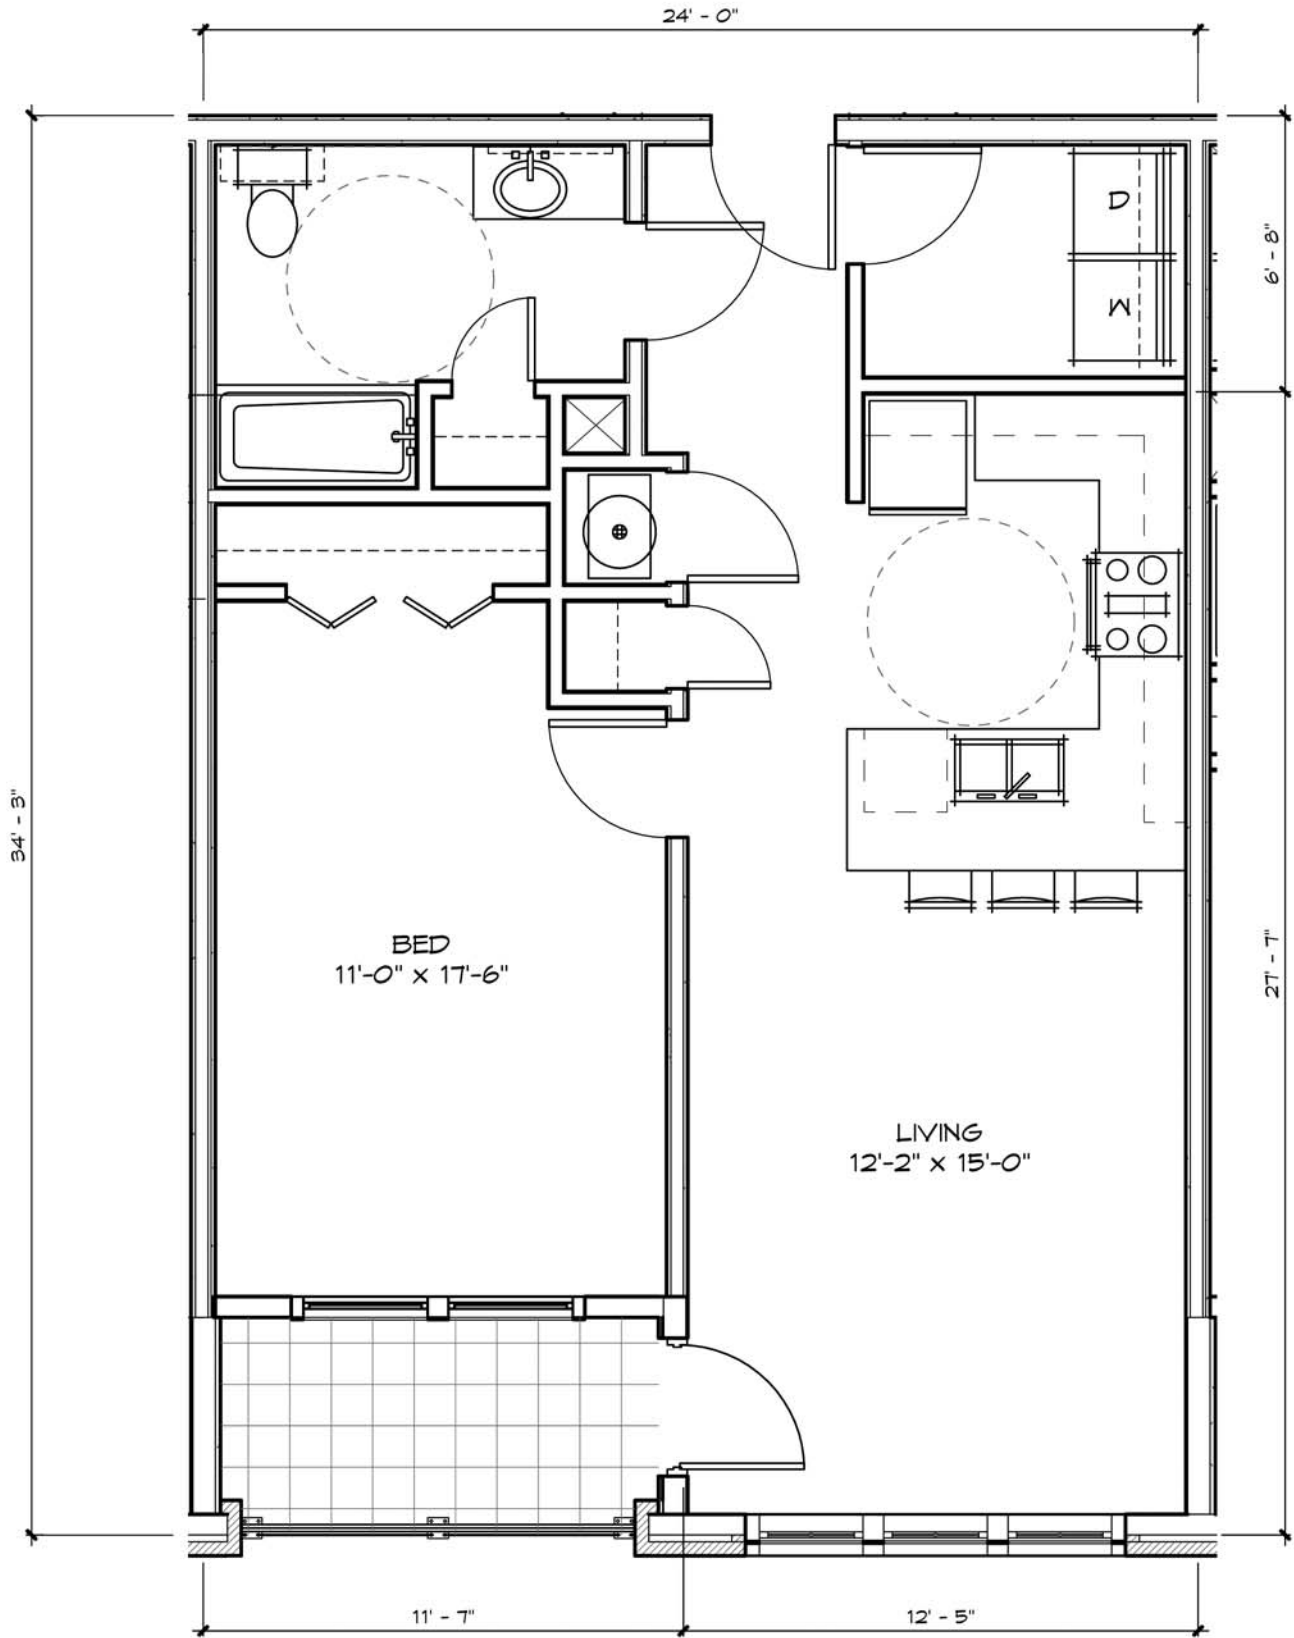 24' - 0"
D
6' - 8"
W
34' - 3"
BED
11'-0" x 17'-6"
27' - 7"
LIVING
12'-2" x 15'-0"
11' - 7"
12' - 5"